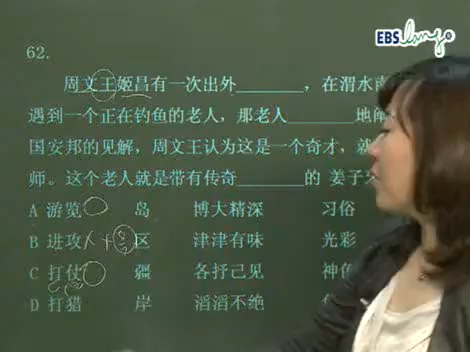 EBSlang
62.
周文王姬昌有一次出外________，在渭水南
遇到一个正在钓鱼的老人，那老人________地阐
国安邦的见解，周文王认为这是一个奇才，就
师。这个老人就是带有传奇________的 姜子
A 游览 岛 博大精深 习俗
B 进攻 区 津津有味 光彩
C 打仗 疆 各抒己见 神
D 打猎 岸 滔滔不绝